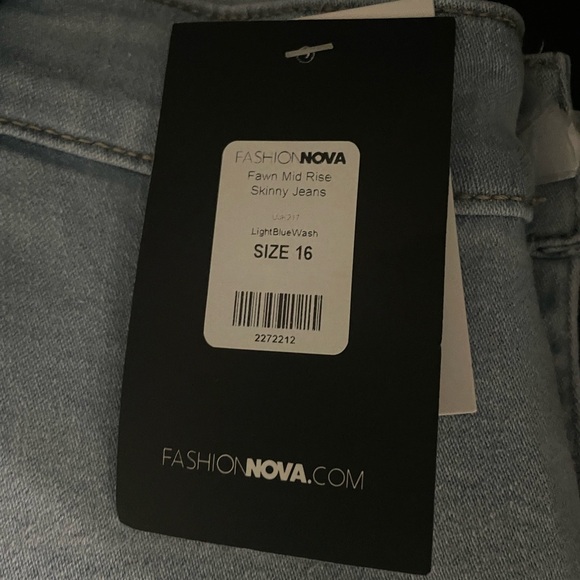 FASHIONNOVA
Fawn Mid Rise
Skinny Jeans
LightBlueWash
SIZE 16
2272212
FASHIONNOVA.COM